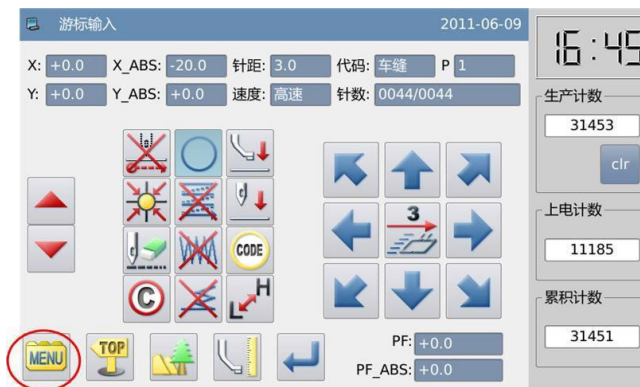 游标输入 2011-06-09
16:45
X: +0.0 X_ABS: -20.0 针距: 3.0 代码: 车缝 P 1
Y: +0.0 Y_ABS: +0.0 速度: 高速 针数: 0044/0044
生产计数
31453
clr
3
CODE
上电计数
11185
C
H
L
累积计数
31451
MENU
TOP
PF: +0.0
PF_ABS: +0.0